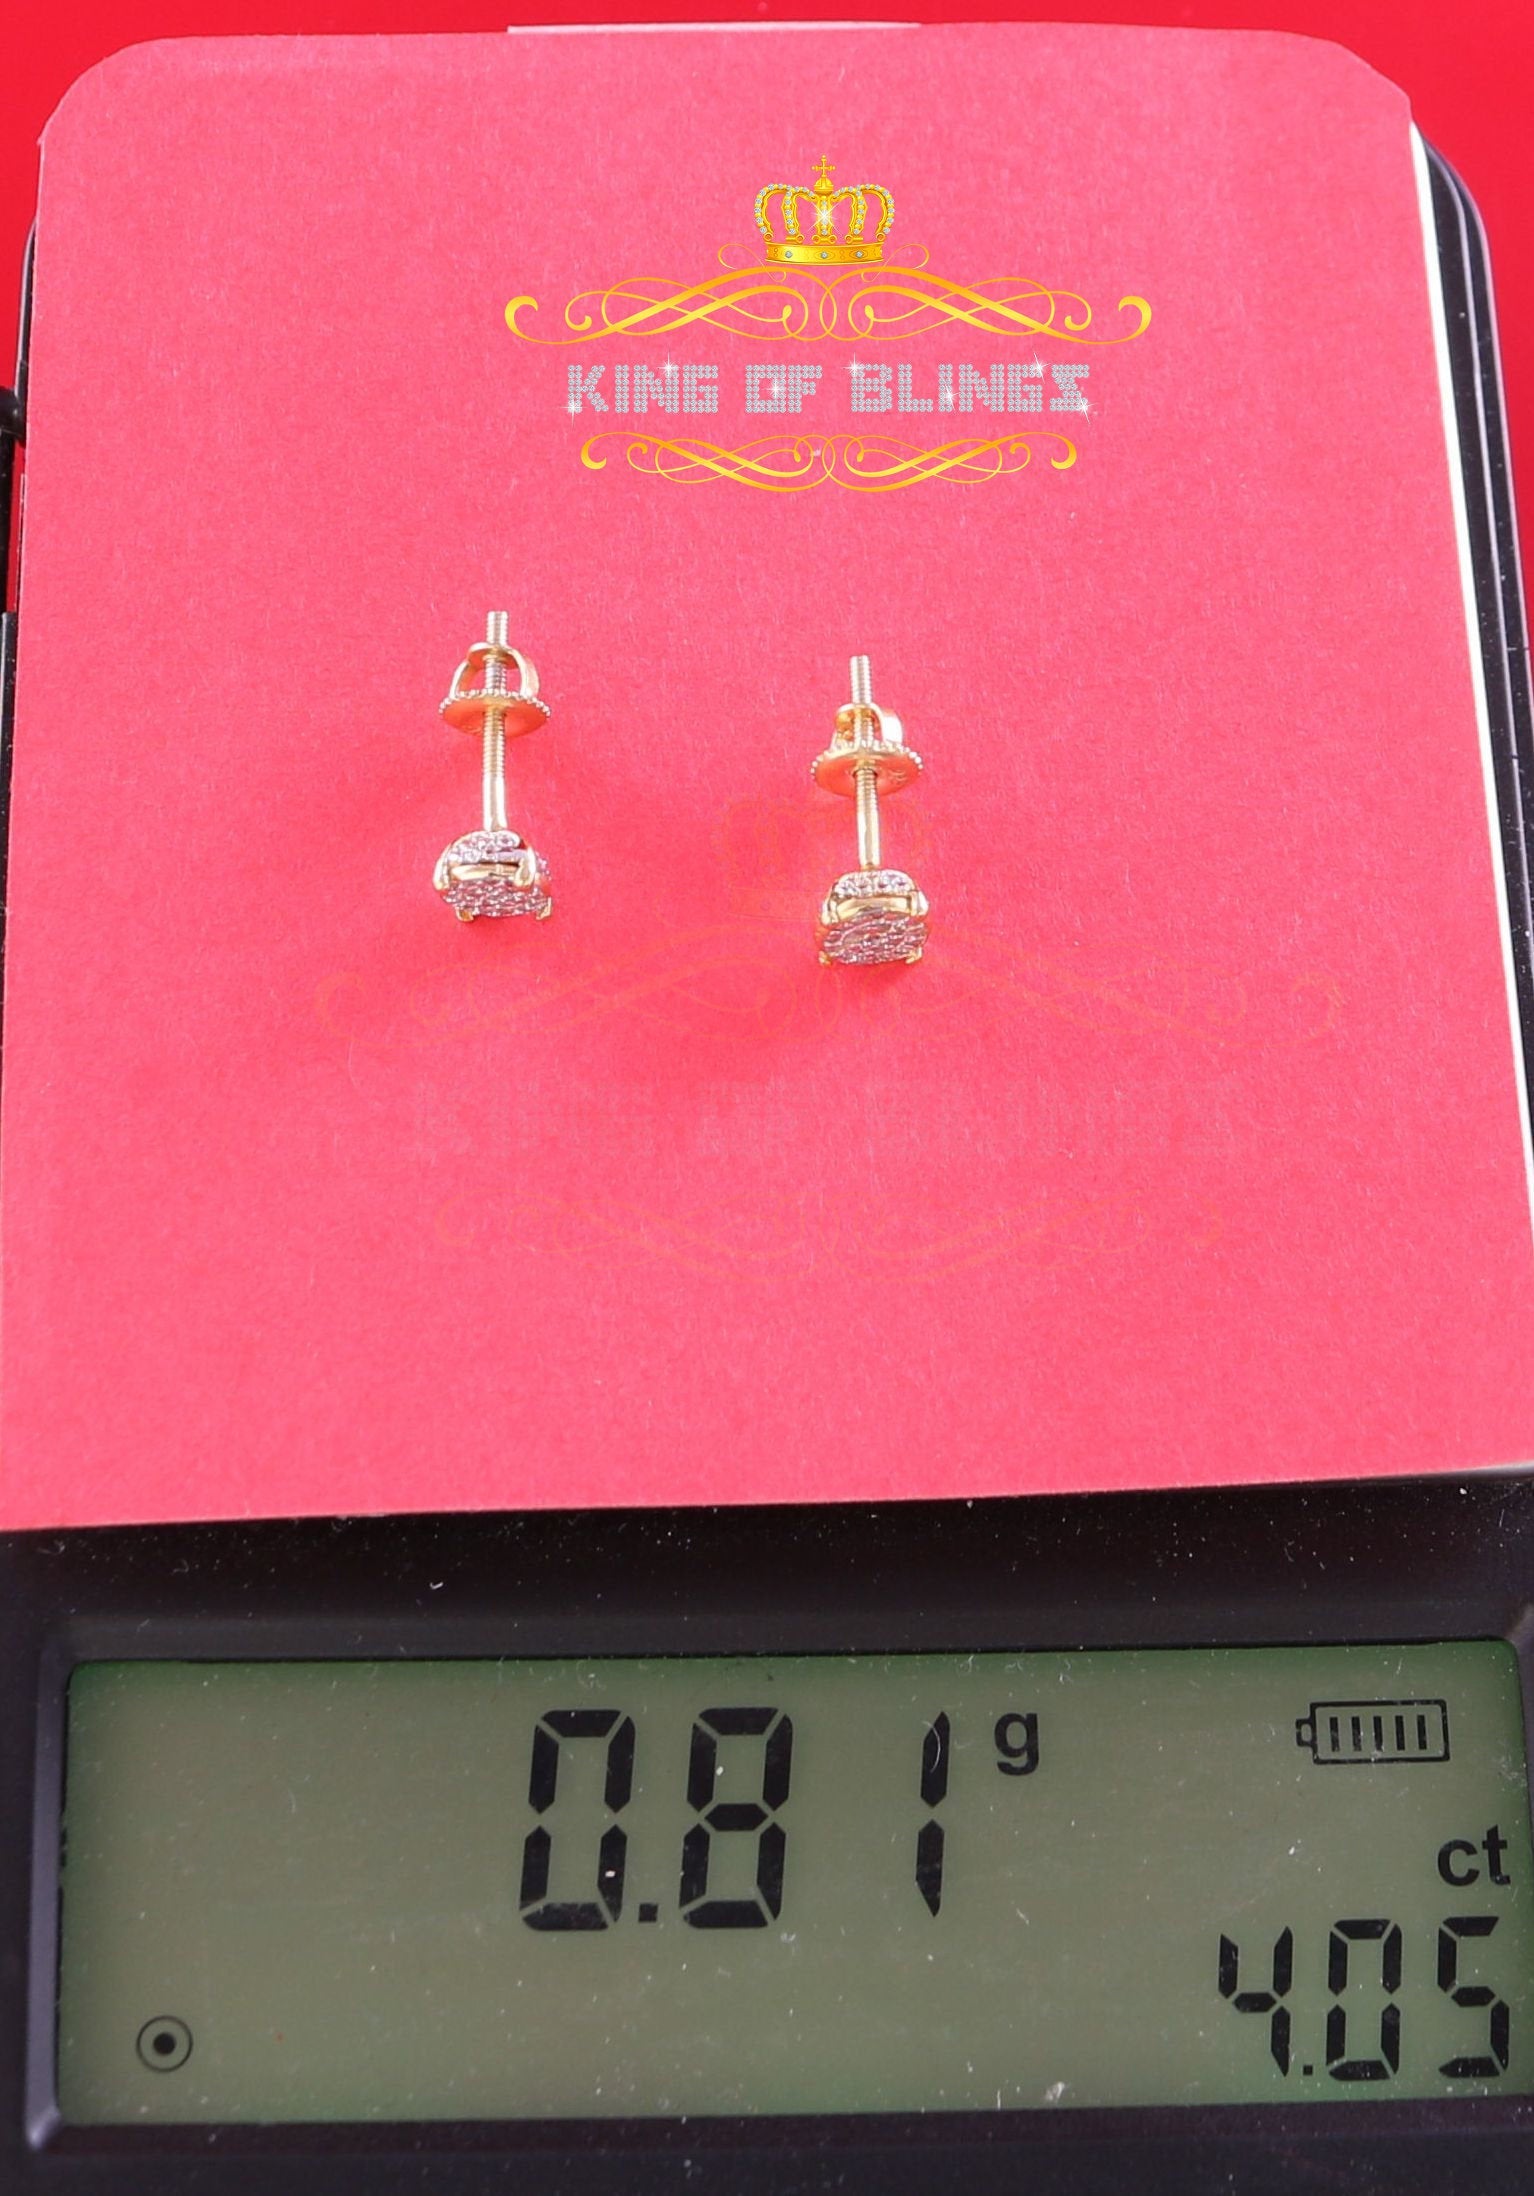 KING OF BLINGS
0.81 g
ct
4.05